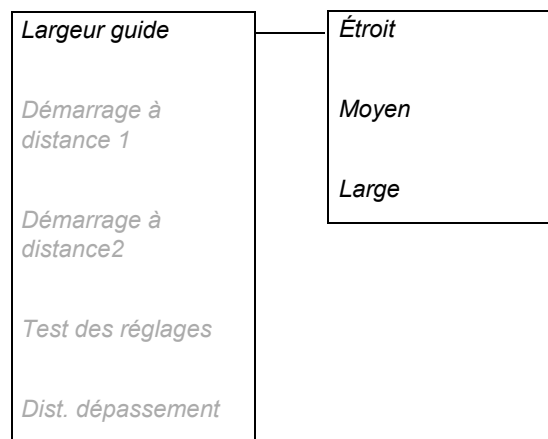 Largeur guide
Démarrage à
distance 1
Démarrage à
distance2
Test des réglages
Dist. dépassement
Étroit
Moyen
Large